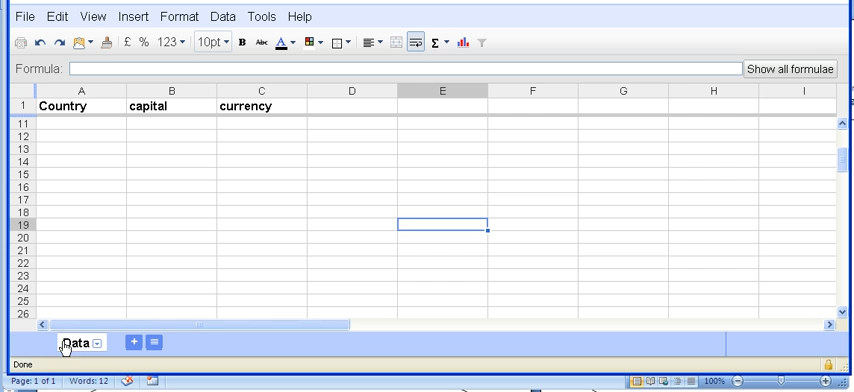 File Edit View Insert Format Data Tools Help
£ % 123 10pt B Abc A Σ
Formula: Show all formulae
A B C D E F G H I
1 Country capital currency
11
12
13
14
15
16
17
18
19
20
21
22
23
24
25
26
Data + ≡
Done
Page: 1 of 1 Words: 12 100%